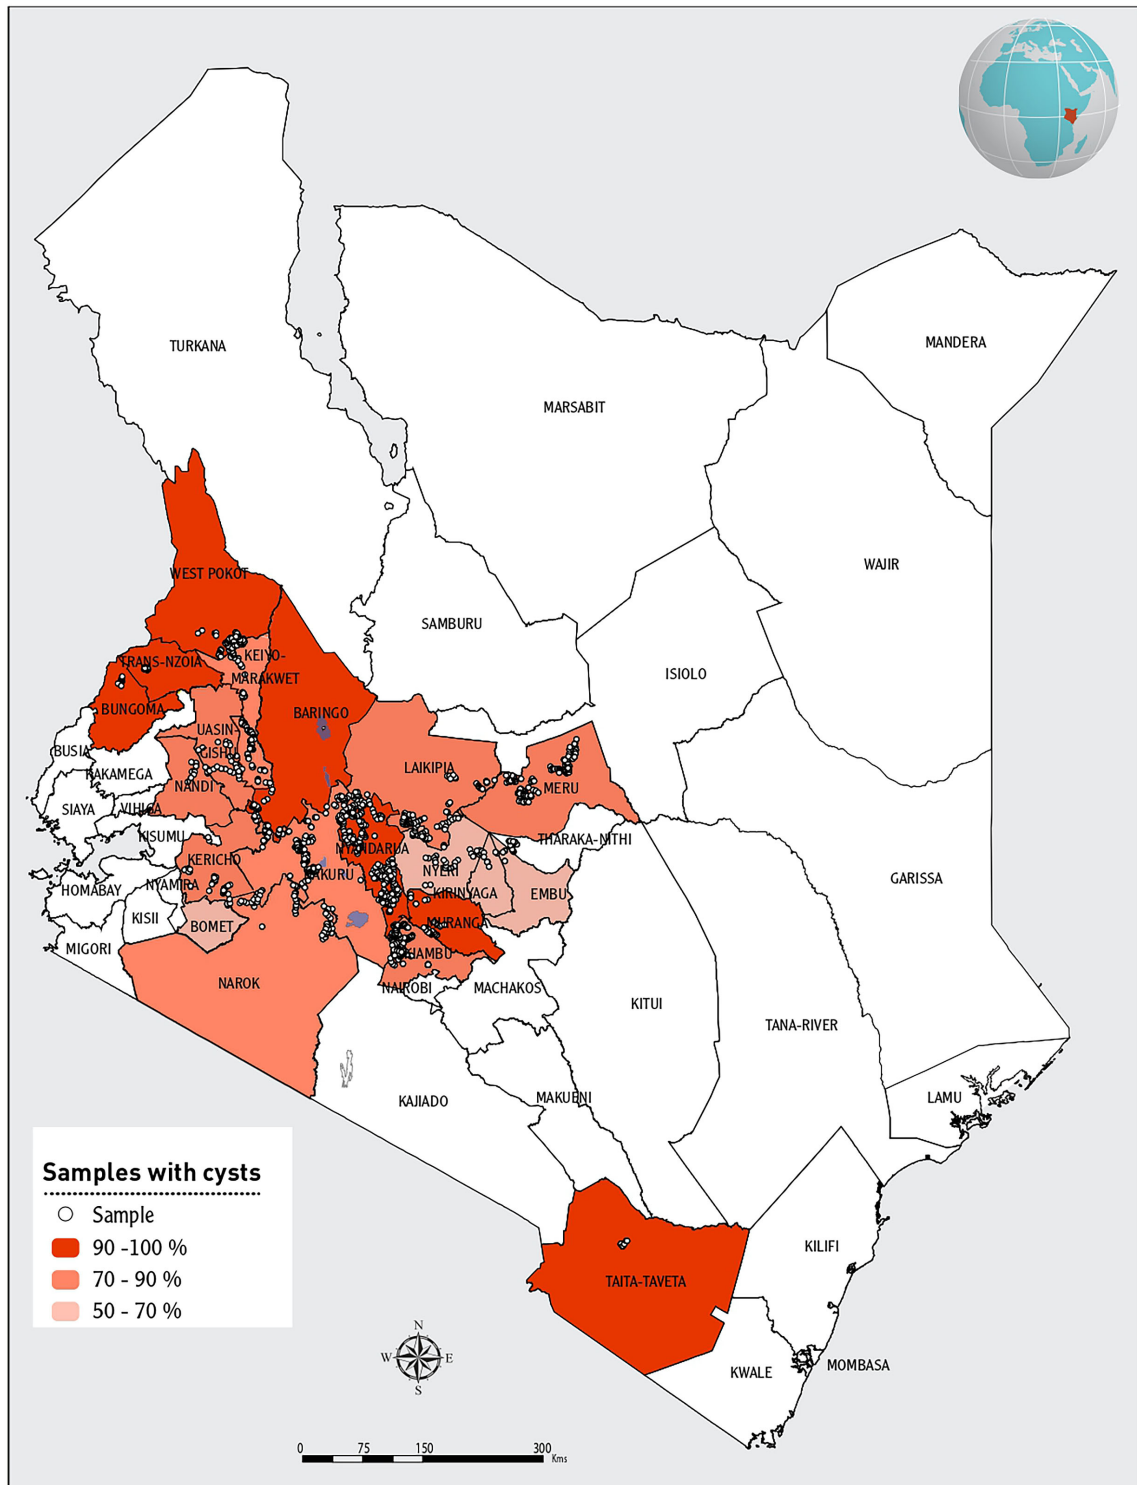 TURKANA
MANDERA
MARSABIT
WAJIR
WEST POKOT
SAMBURU
ISIOLO
TRANS-NZOIA
KEIYO-
MARAKWET
BUNGOMA
BARINGO
UASIN-
GISHU
BUSIA
KAKAMEGA
LAIKIPIA
NANDI
MERU
SIAYA
VIHIGA
KISUMU
THARAKA-NITHI
NYANDARUA
KERICHO
NYERI
NAKURU
GARISSA
HOMABAY
NYAMIRA
KIRINYAGA
EMBU
KISII
BOMET
MURANGA
MIGORI
KIAMBU
NAROK
NAIROBI
MACHAKOS
KITUI
TANA-RIVER
KAJIADO
MAKUENI
LAMU
Samples with cysts
Sample
90 -100 %
70 - 90 %
50 - 70 %
KILIFI
TAITA-TAVETA
N
W
E
S
KWALE
MOMBASA
0 75 150 300
Kms